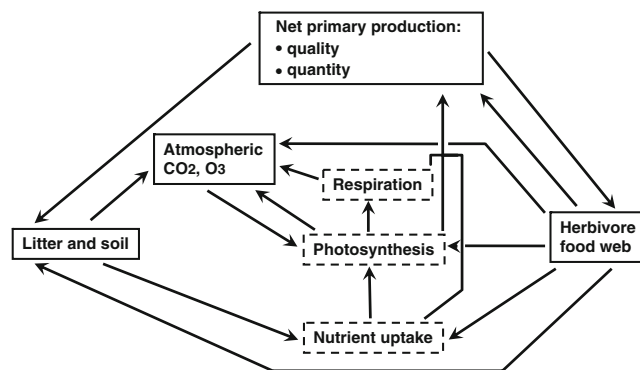 Net primary production:
• quality
• quantity
Atmospheric
CO2, O3
Respiration
Litter and soil
Photosynthesis
Herbivore
food web
Nutrient uptake